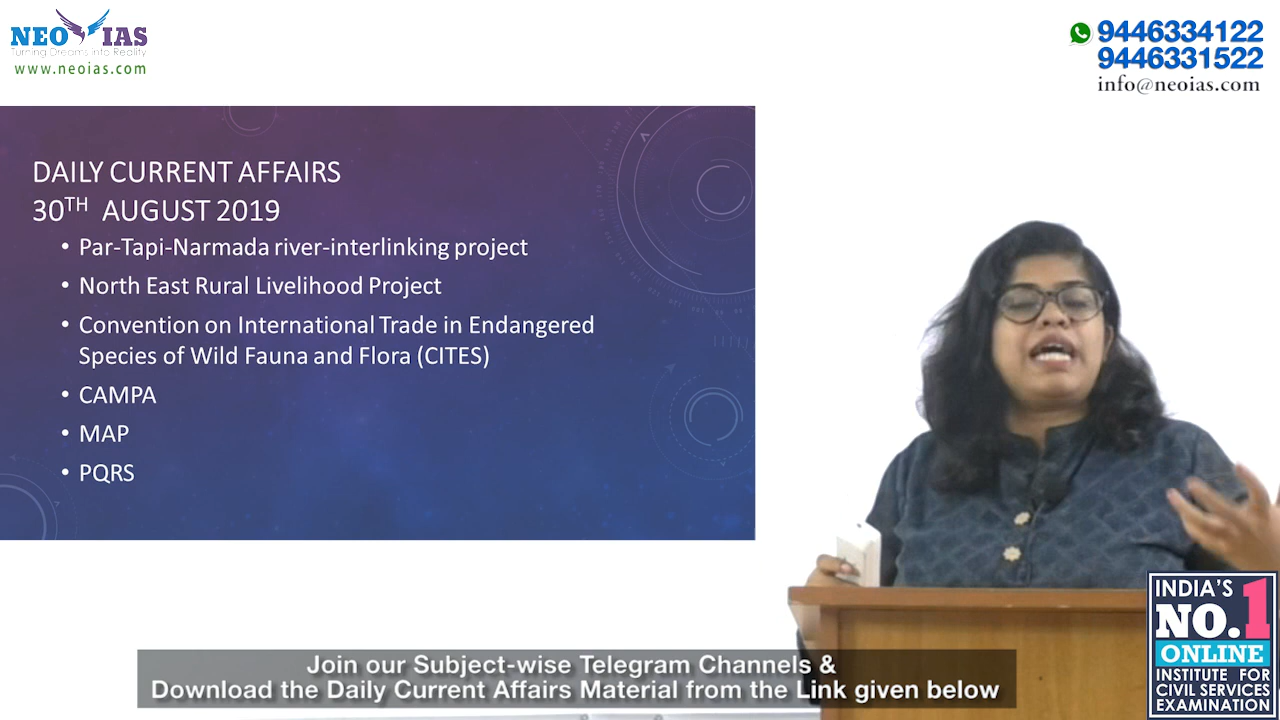 NEO IAS
Turning Dreams into Reality
www.neoias.com
9446334122
9446331522
info@neoias.com
DAILY CURRENT AFFAIRS
30TH AUGUST 2019
• Par-Tapi-Narmada river-interlinking project
• North East Rural Livelihood Project
• Convention on International Trade in Endangered
Species of Wild Fauna and Flora (CITES)
• CAMPA
• MAP
• PQRS
INDIA'S
NO.1
ONLINE
INSTITUTE FOR
CIVIL SERVICES
EXAMINATION
Join our Subject-wise Telegram Channels &
Download the Daily Current Affairs Material from the Link given below